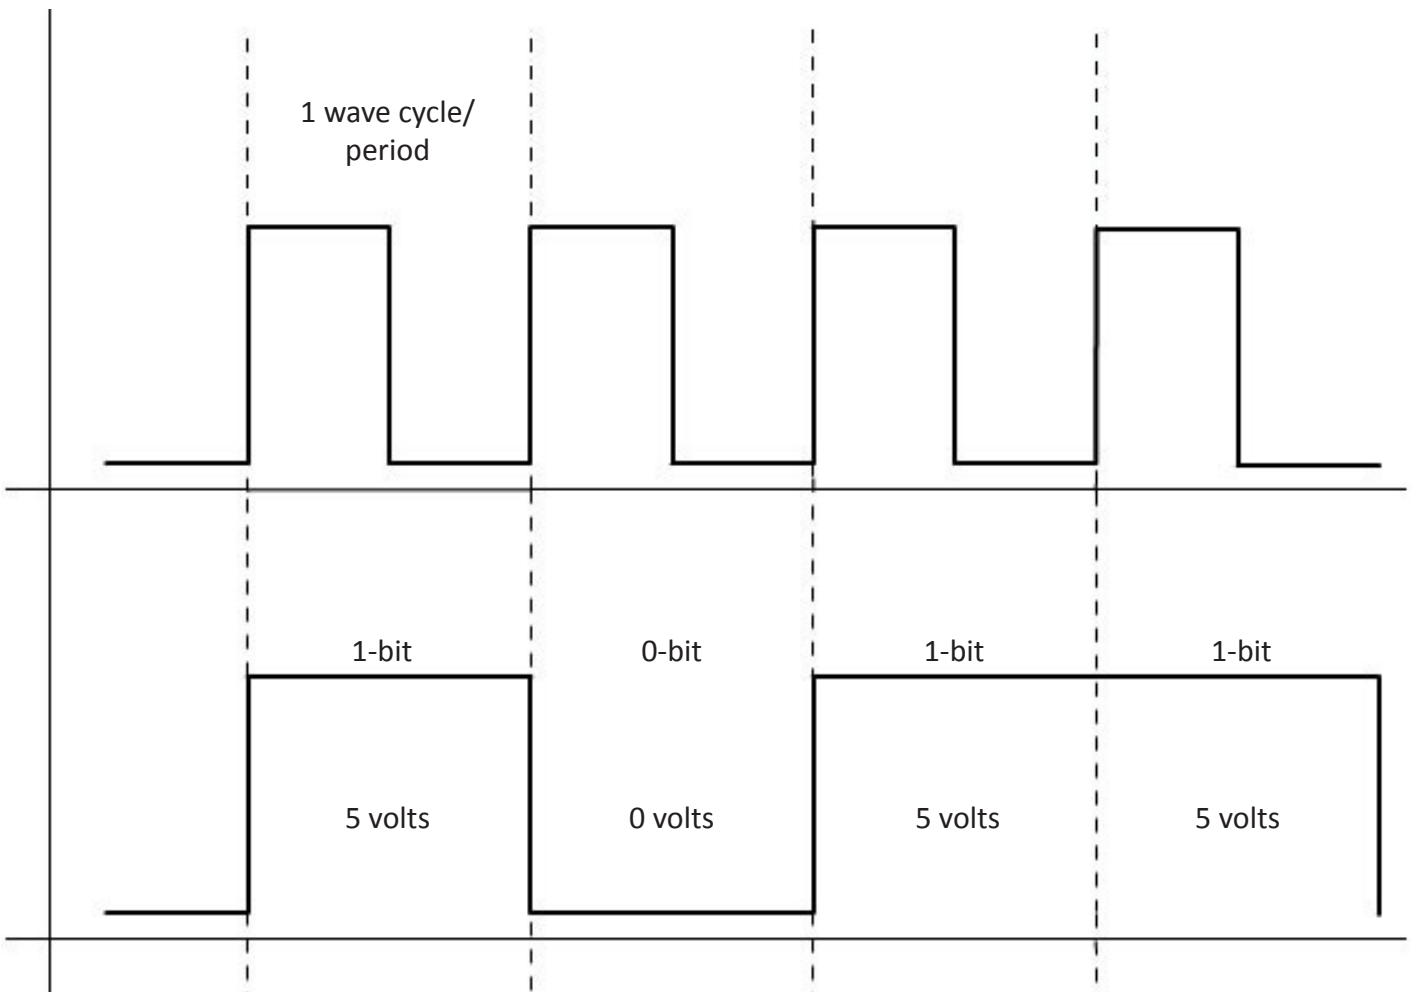 1 wave cycle/
period
1-bit
0-bit
1-bit
1-bit
5 volts
0 volts
5 volts
5 volts